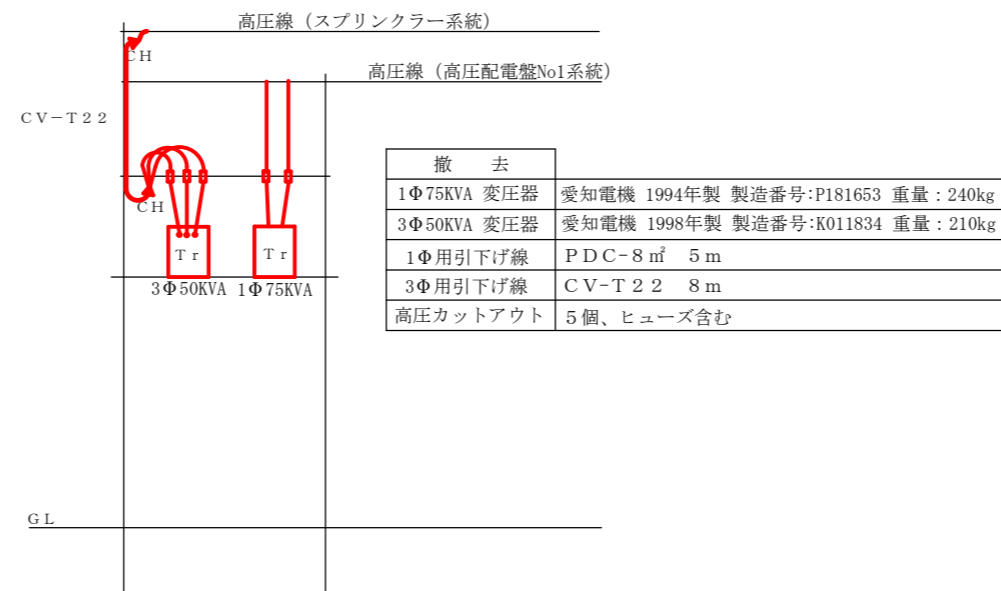 高圧線（スプリンクラー系統）
CH
高圧線（高圧配電盤No1系統）
CV－T22
CH
Tr
Tr
3Φ50KVA 1Φ75KVA
GL
撤　去
1Φ75KVA 変圧器 愛知電機 1994年製 製造番号:P181653 重量：240kg
3Φ50KVA 変圧器 愛知電機 1998年製 製造番号:K011834 重量：210kg
1Φ用引下げ線 PDC-8㎡ 5m
3Φ用引下げ線 CV-T22 8m
高圧カットアウト 5個、ヒューズ含む